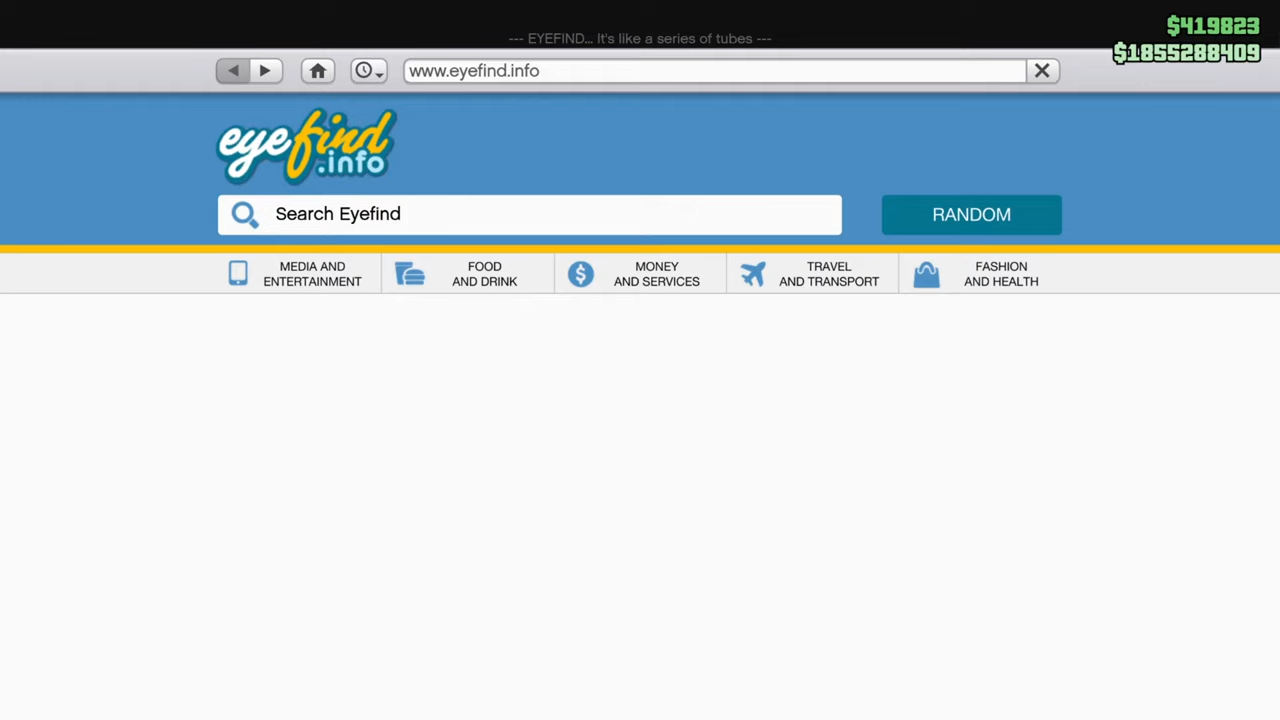 $419823
--- EYEFIND... It's like a series of tubes ---
$1855288409
www.eyefind.info
eyefind
.info
Search Eyefind
RANDOM
MEDIA AND
ENTERTAINMENT
FOOD
AND DRINK
MONEY
AND SERVICES
TRAVEL
AND TRANSPORT
FASHION
AND HEALTH